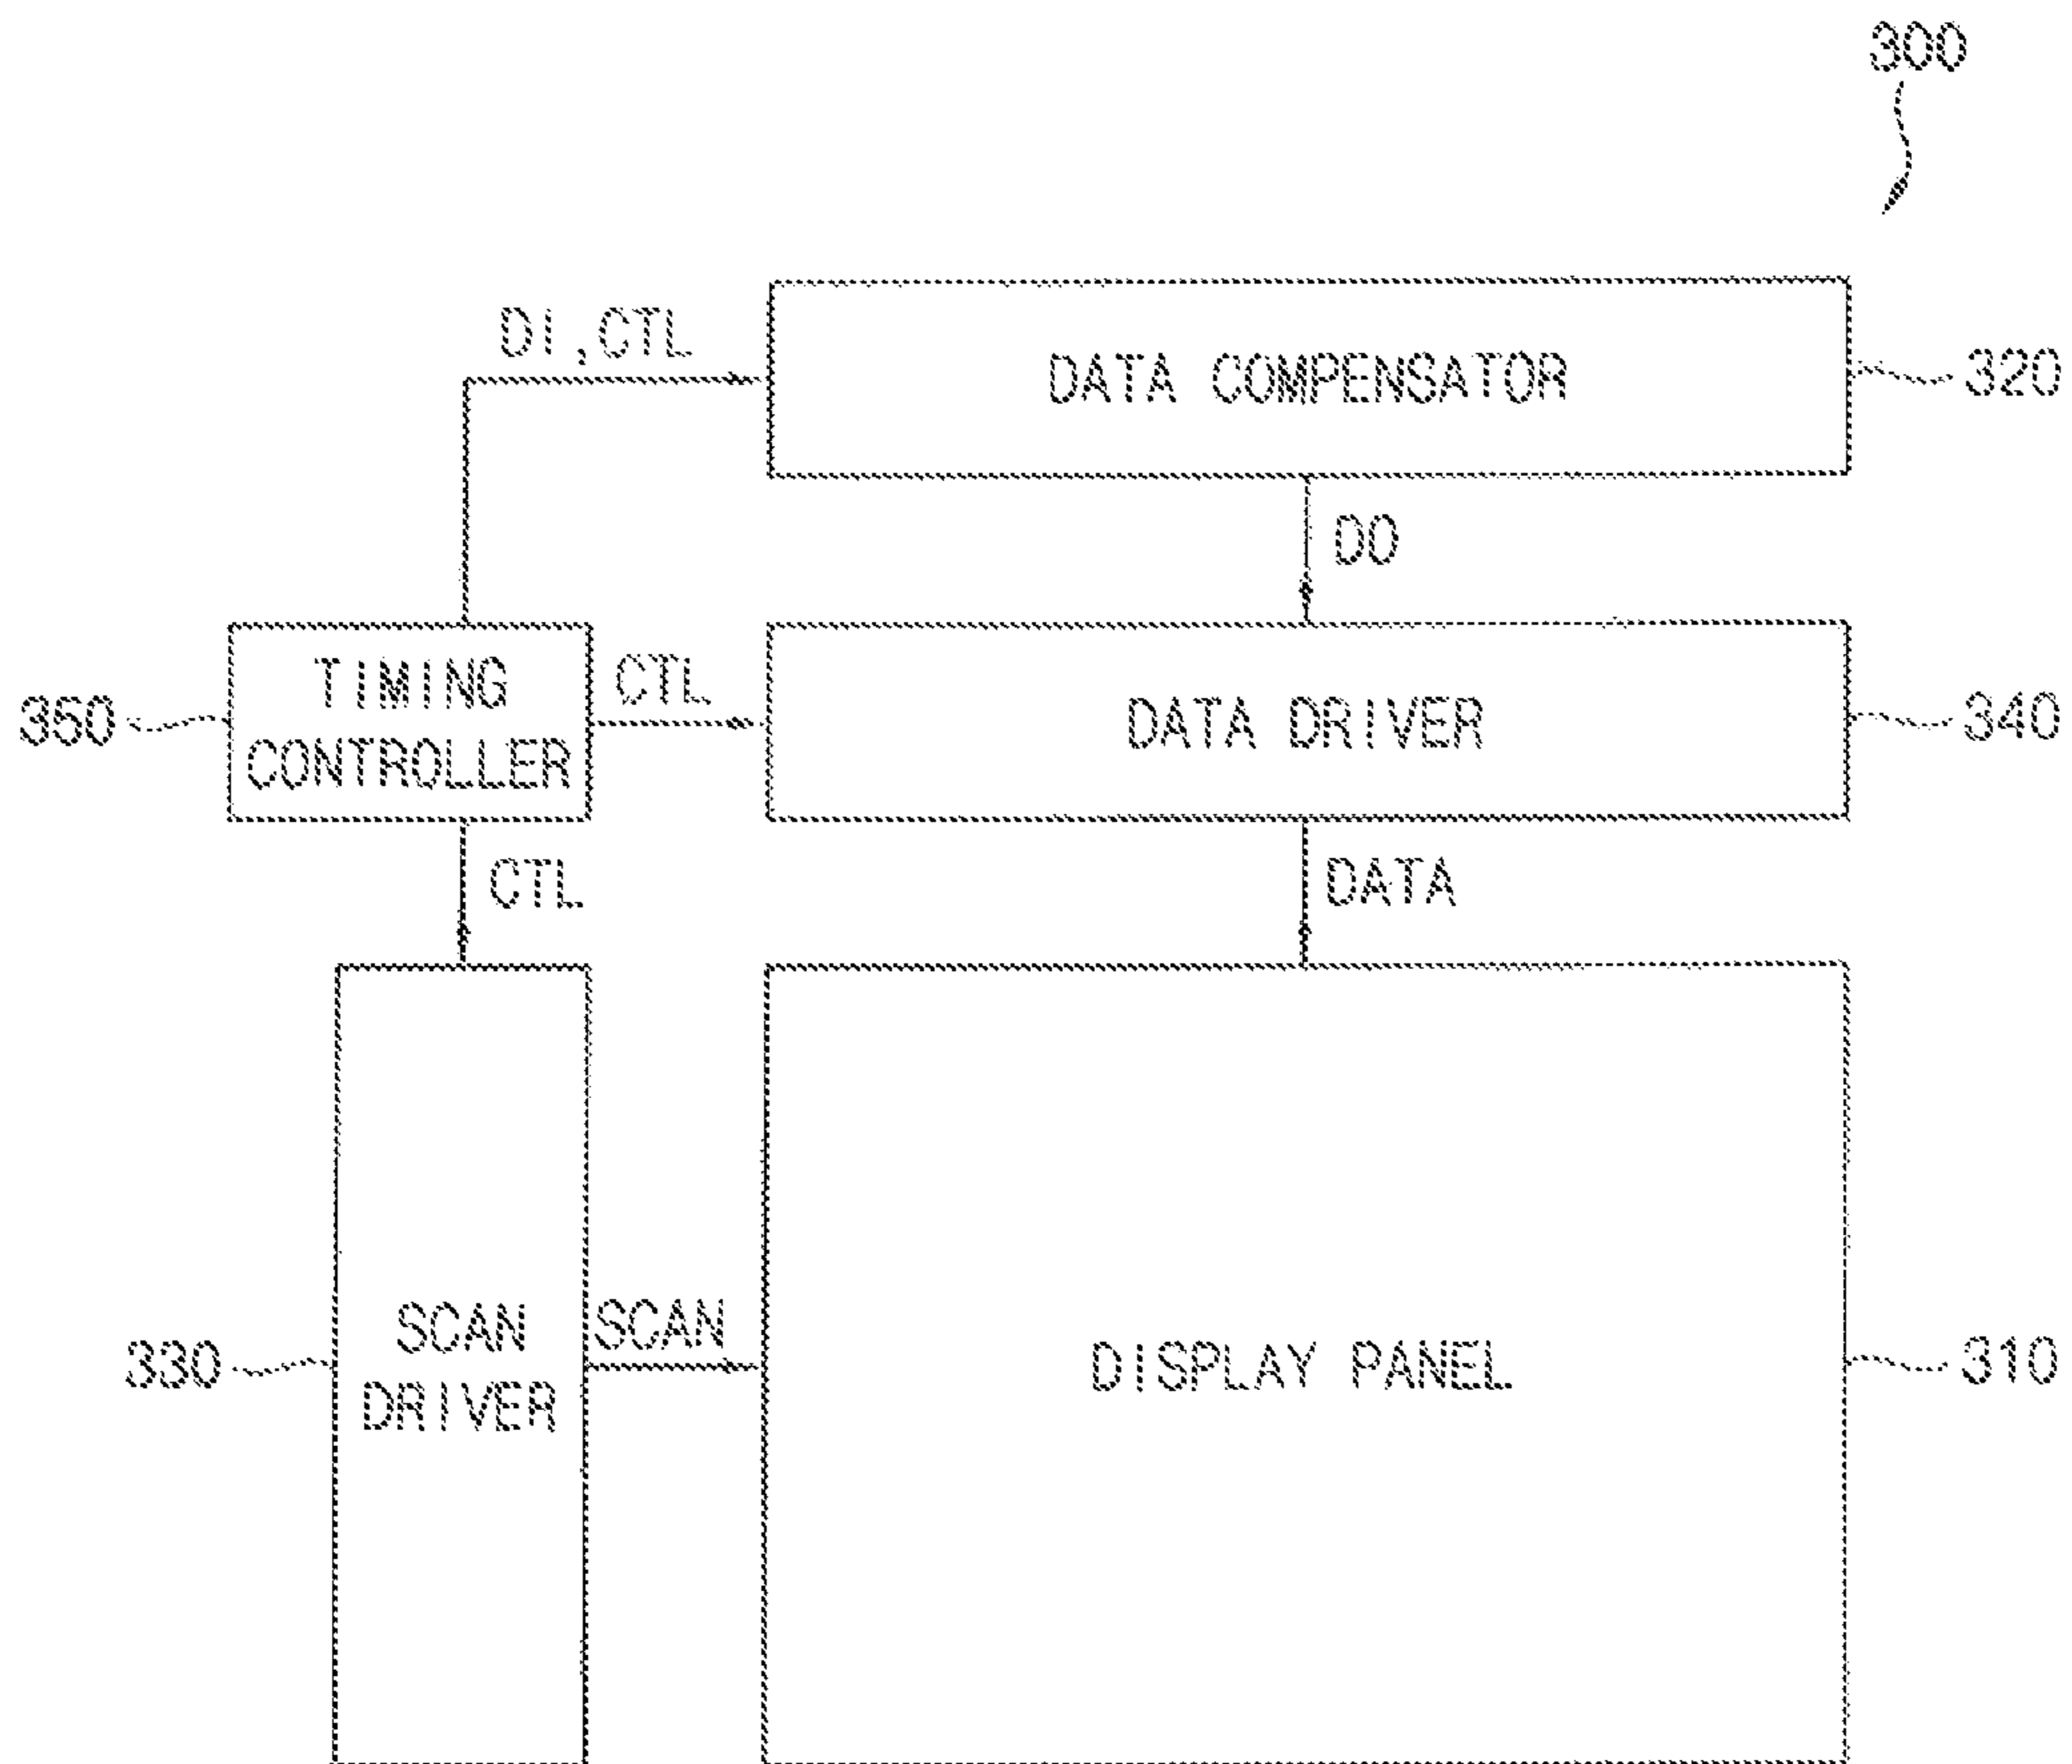 300
DI,CTL
DATA COMPENSATOR
320
DO
TIMING
CONTROLLER
350
CTL
DATA DRIVER
340
CTL
DATA
SCAN
DRIVER
330
SCAN
DISPLAY PANEL
310